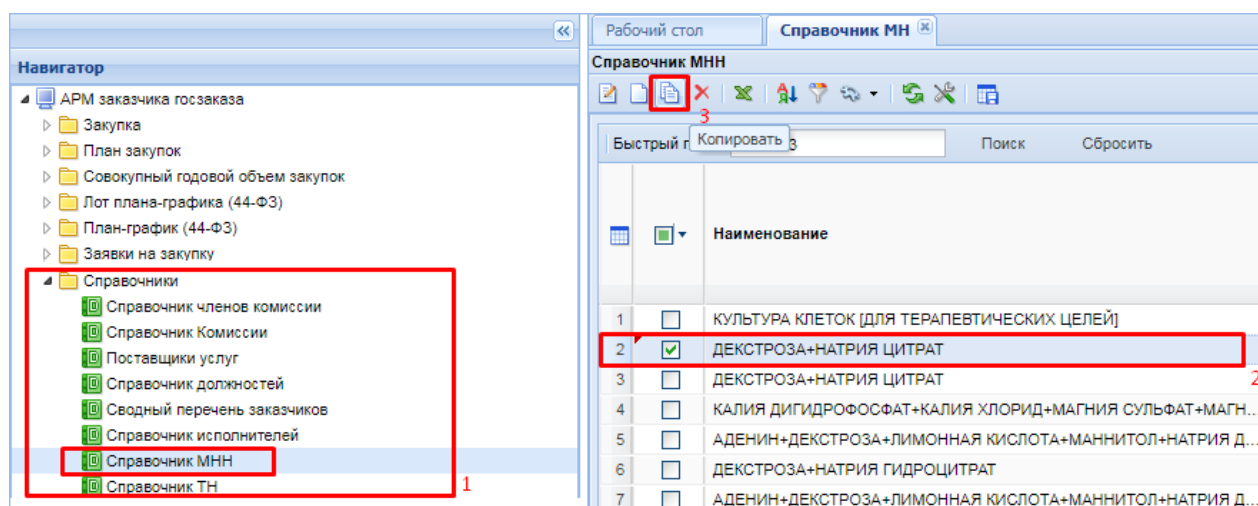 Навигатор
АРМ заказчика госзаказа
Закупка
План закупок
Совокупный годовой объем закупок
Лот плана-графика (44-ФЗ)
План-график (44-ФЗ)
Заявки на закупку
Справочники
Справочник членов комиссии
Справочник Комиссии
Поставщики услуг
Справочник должностей
Сводный перечень заказчиков
Справочник исполнителей
Справочник МНН
Справочник ТН
1
Рабочий стол Справочник МН
Справочник МНН
3
Копировать
Быстрый п
Поиск Сбросить
Наименование
1 КУЛЬТУРА КЛЕТОК [ДЛЯ ТЕРАПЕВТИЧЕСКИХ ЦЕЛЕЙ]
2 ДЕКСТРОЗА+НАТРИЯ ЦИТРАТ
2
3 ДЕКСТРОЗА+НАТРИЯ ЦИТРАТ
4 КАЛИЯ ДИГИДРОФОСФАТ+КАЛИЯ ХЛОРИД+МАГНИЯ СУЛЬФАТ+МАГН...
5 АДЕНИН+ДЕКСТРОЗА+ЛИМОННАЯ КИСЛОТА+МАННИТОЛ+НАТРИЯ Д...
6 ДЕКСТРОЗА+НАТРИЯ ГИДРОЦИТРАТ
7 АДЕНИН+ДЕКСТРОЗА+ЛИМОННАЯ КИСЛОТА+МАННИТОЛ+НАТРИЯ Д...